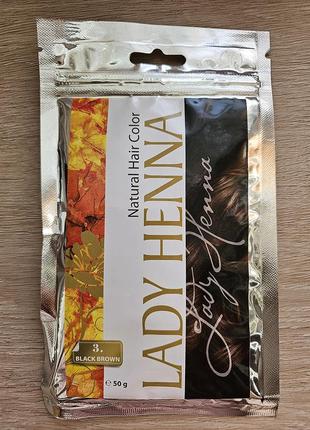 Natural Hair Color
LADY HENNA
Lady Henna
3.
BLACK BROWN
℮ 50 g